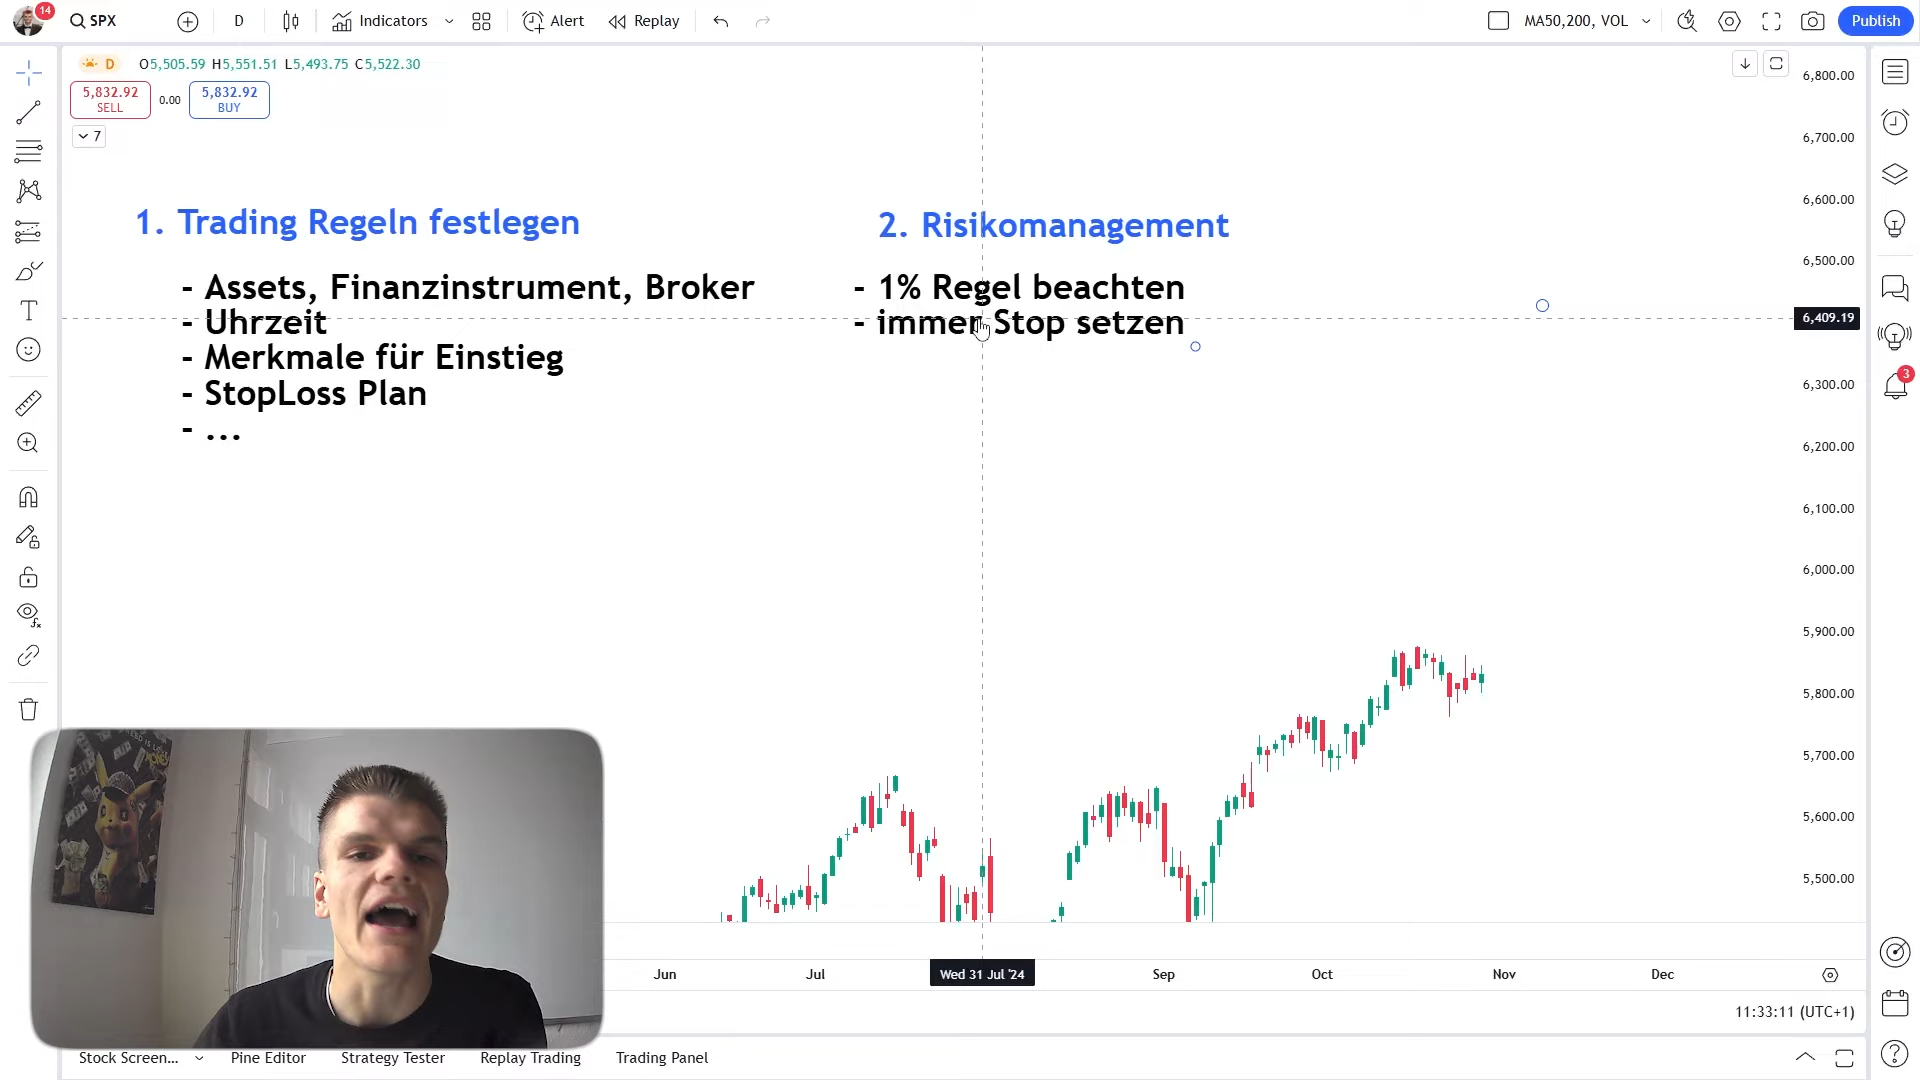 14
SPX
D
Indicators
Alert
Replay
MA50,200, VOL
Publish
D O5,505.59 H5,551.51 L5,493.75 C5,522.30
5,832.92
SELL
0.00
5,832.92
BUY
7
1. Trading Regeln festlegen
- Assets, Finanzinstrument, Broker
- Uhrzeit
- Merkmale für Einstieg
- StopLoss Plan
- ...
2. Risikomanagement
- 1% Regel beachten
- immer Stop setzen
6,800.00
6,700.00
6,600.00
6,500.00
6,409.19
6,300.00
6,200.00
6,100.00
6,000.00
5,900.00
5,800.00
5,700.00
5,600.00
5,500.00
3
Jun
Jul
Wed 31 Jul '24
Sep
Oct
Nov
Dec
11:33:11 (UTC+1)
Stock Screen...
Pine Editor
Strategy Tester
Replay Trading
Trading Panel